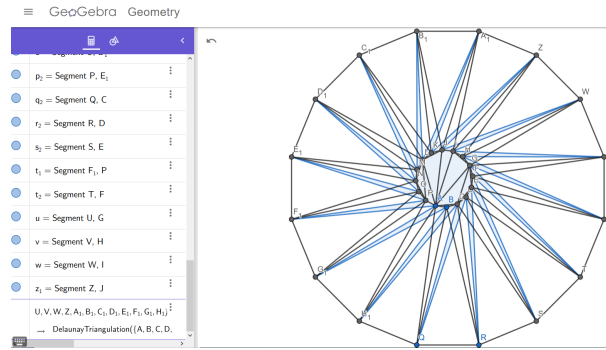 GeoGebra Geometry
p₂ = Segment P, E₁
q₂ = Segment Q, C
r₂ = Segment R, D
s₂ = Segment S, E
t₁ = Segment F₁, P
t₂ = Segment T, F
u = Segment U, G
v = Segment V, H
w = Segment W, I
z₁ = Segment Z, J
U, V, W, Z, A₁, B₁, C₁, D₁, E₁, F₁, G₁, H₁)
→ DelaunayTriangulation({A, B, C, D,
B₁ A₁
C₁ Z
D₁ W
E₁
F₁
G₁ T
H₁ S
Q R
B